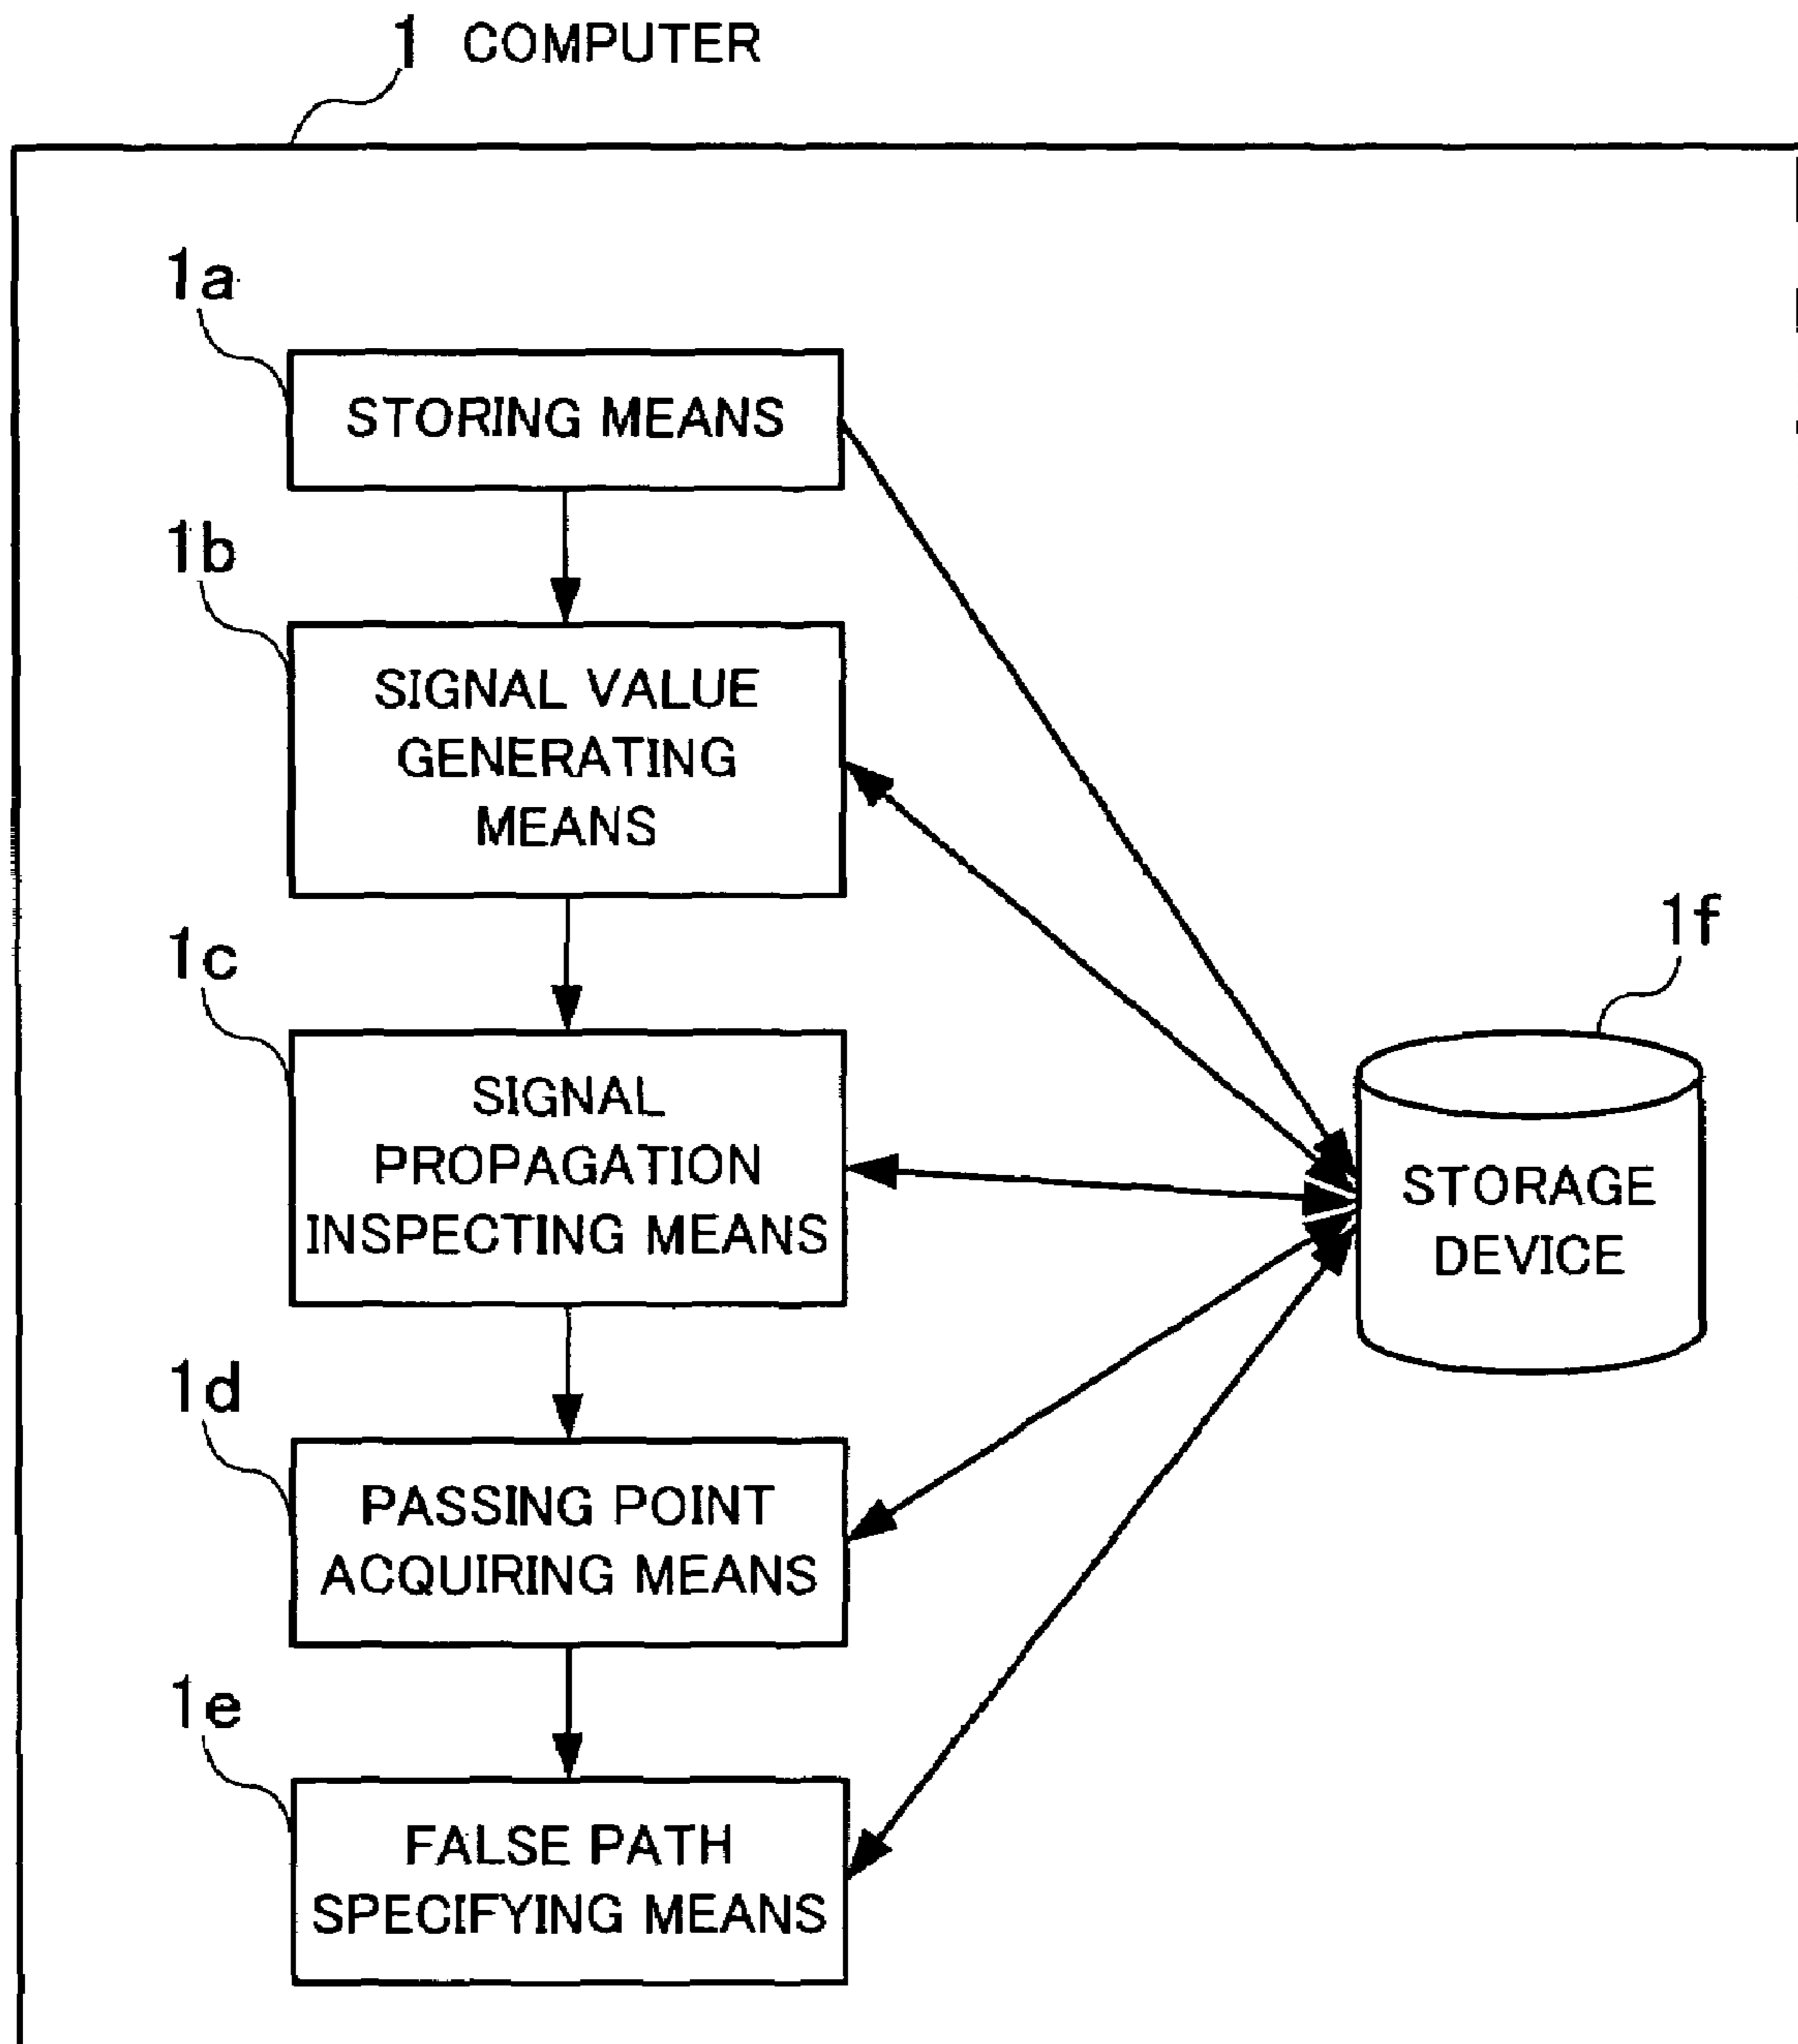 1 COMPUTER
1a
STORING MEANS
1b
SIGNAL VALUE
GENERATING
MEANS
1c
SIGNAL
PROPAGATION
INSPECTING MEANS
1f
STORAGE
DEVICE
1d
PASSING POINT
ACQUIRING MEANS
1e
FALSE PATH
SPECIFYING MEANS